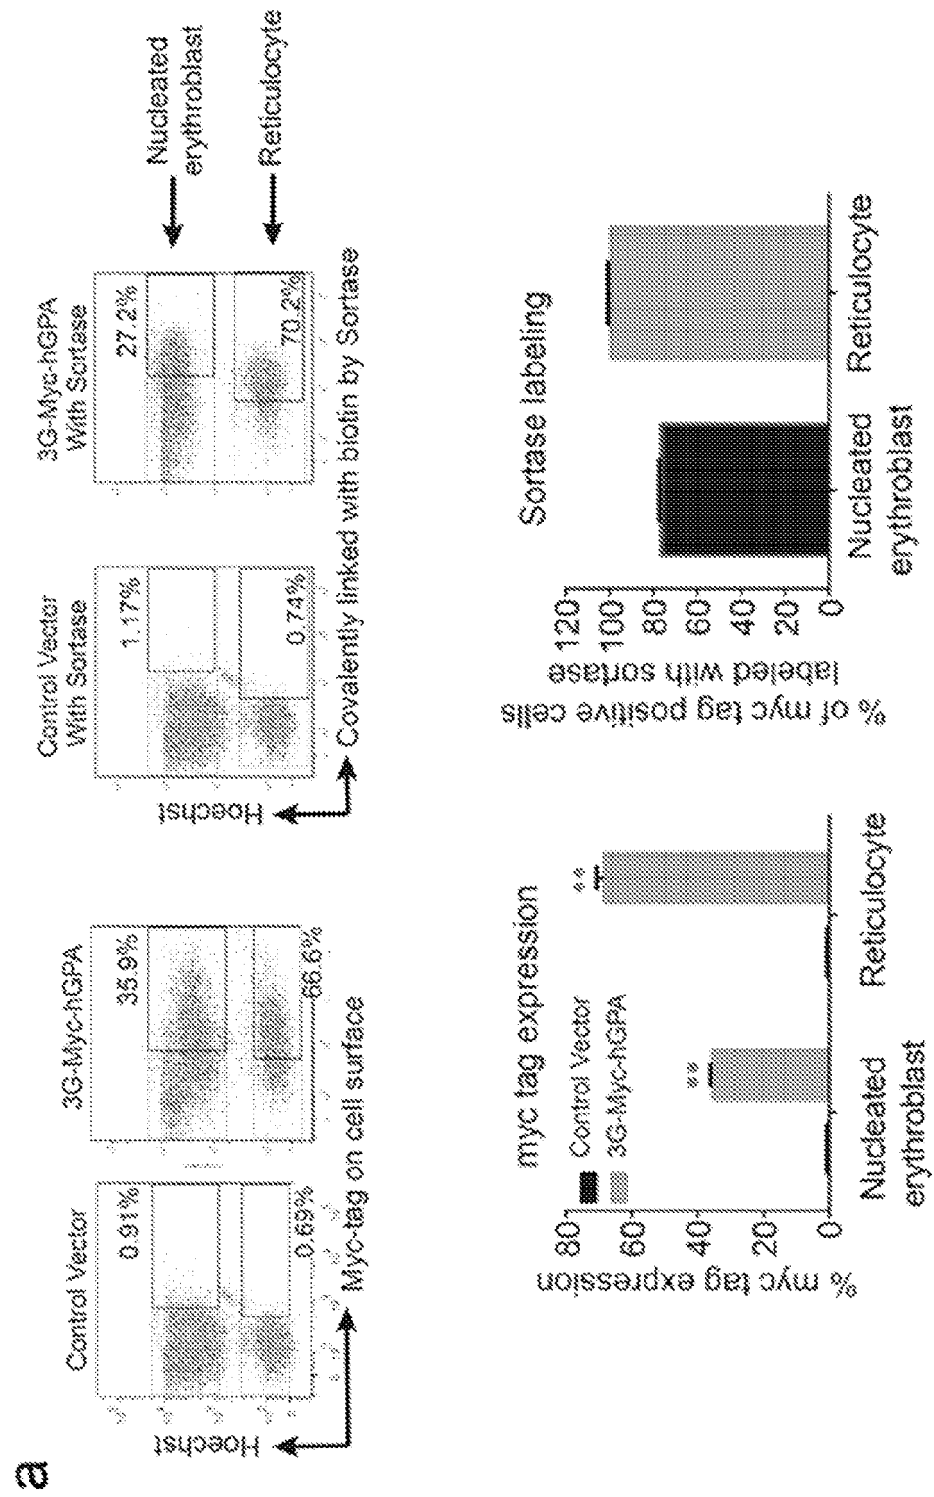 a
Control Vector
3G-Myc-hGPA
Control Vector
With Sortase
3G-Myc-hGPA
With Sortase
0.91%
35.9%
1.17%
27.2%
Nucleated
erythroblast
Hoechst
Hoechst
0.69%
66.6%
0.74%
70.2%
Reticulocyte
Myc-tag on cell surface
Covalently linked with biotin by Sortase
myc tag expression
Control Vector
3G-Myc-hGPA
% myc tag expression
80
60
40
20
0
**
**
Nucleated
erythroblast
Reticulocyte
Sortase labeling
% of myc tag positive cells
labeled with sortase
120
100
80
60
40
20
0
Nucleated
erythroblast
Reticulocyte